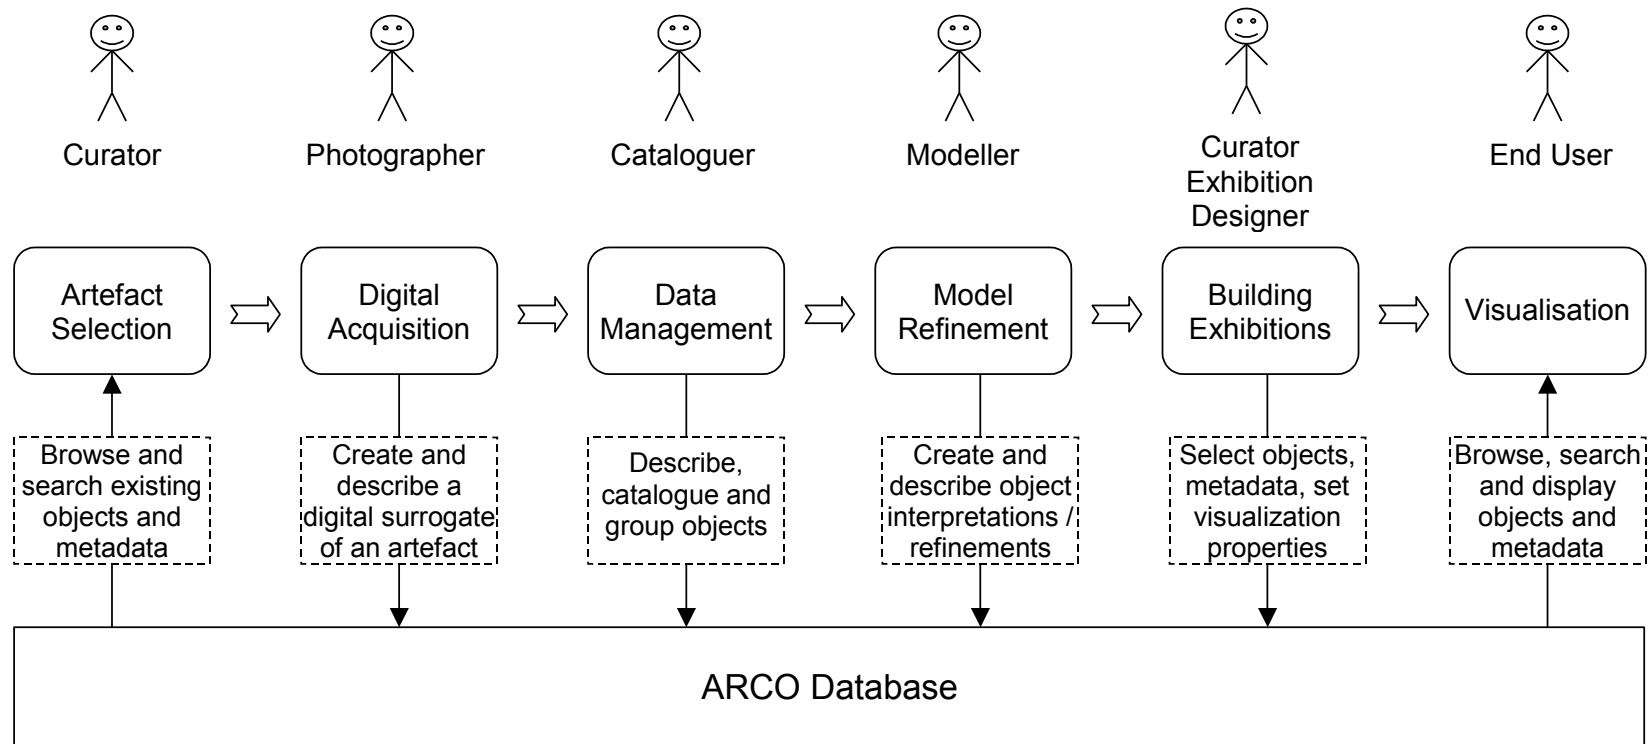 Curator
Photographer
Cataloguer
Modeller
Curator
Exhibition
Designer
End User
Artefact
Selection
Digital
Acquisition
Data
Management
Model
Refinement
Building
Exhibitions
Visualisation
Browse and
search existing
objects and
metadata
Create and
describe a
digital surrogate
of an artefact
Describe,
catalogue and
group objects
Create and
describe object
interpretations /
refinements
Select objects,
metadata, set
visualization
properties
Browse, search
and display
objects and
metadata
ARCO Database